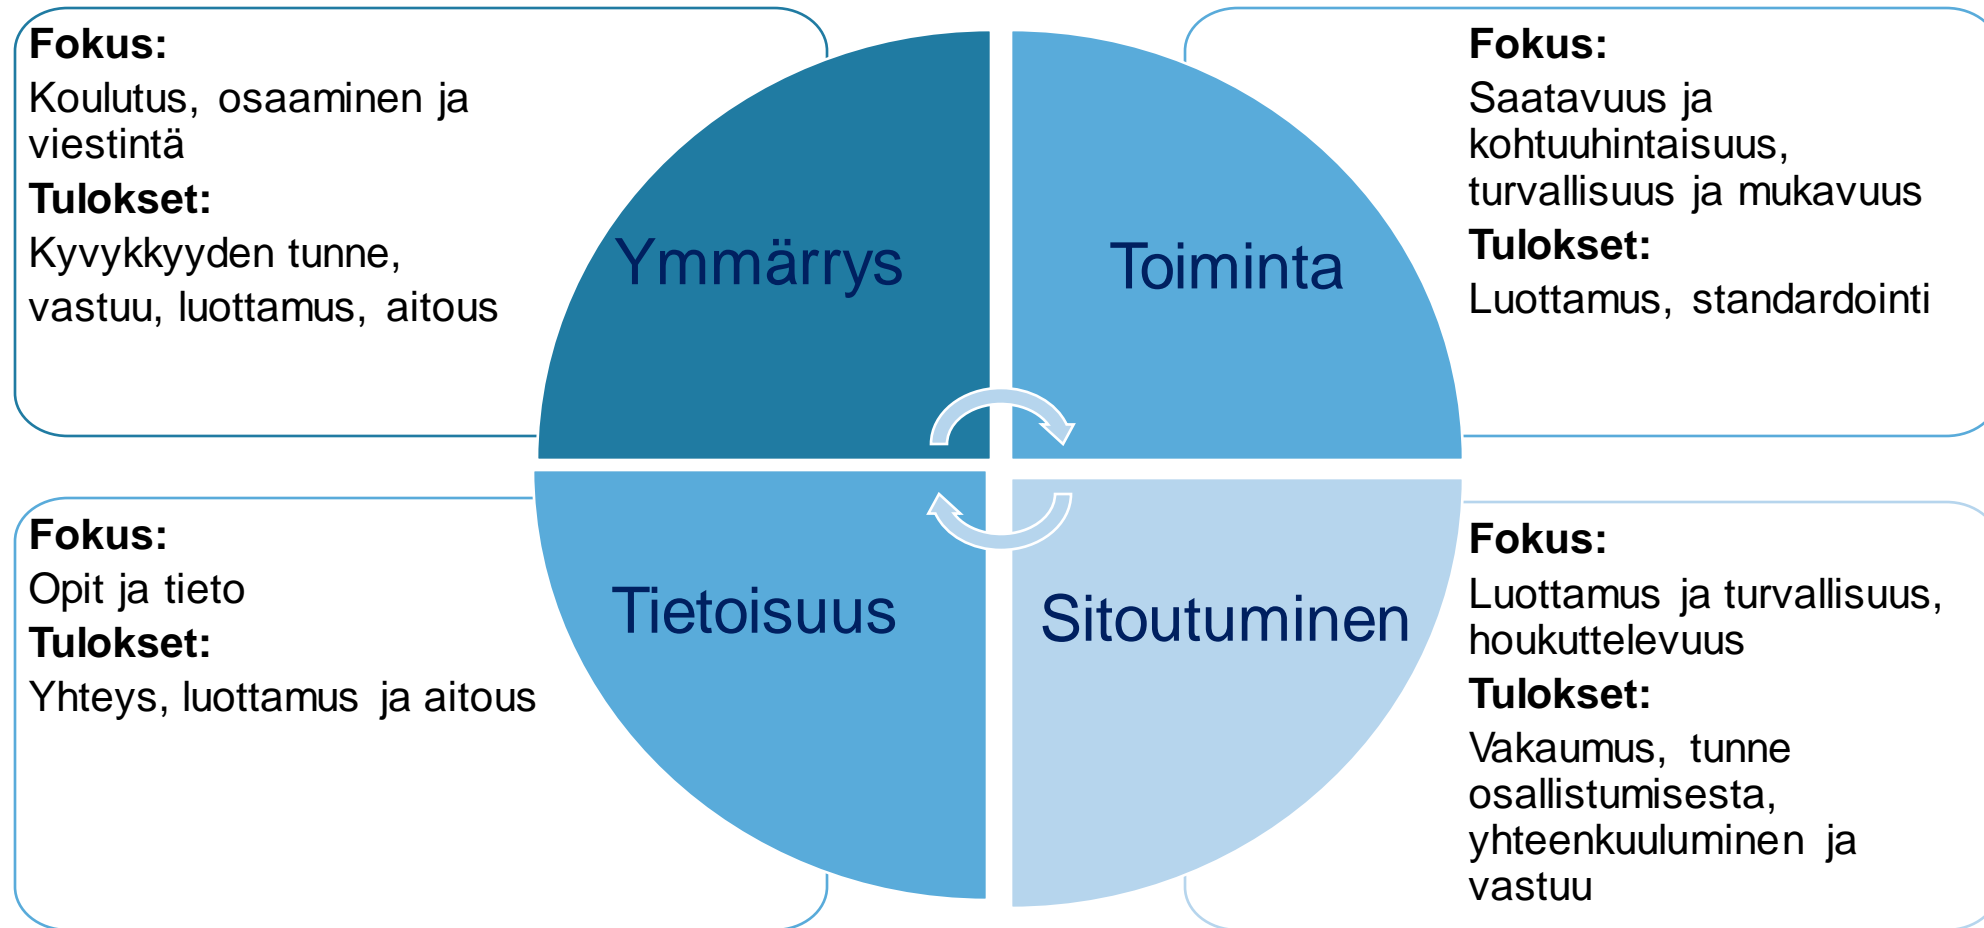 Fokus:
Koulutus, osaaminen ja
viestintä
Tulokset:
Kyvykkyyden tunne,
vastuu, luottamus, aitous
Ymmärrys
Toiminta
Fokus:
Saatavuus ja
kohtuuhintaisuus,
turvallisuus ja mukavuus
Tulokset:
Luottamus, standardointi
Fokus:
Opit ja tieto
Tulokset:
Yhteys, luottamus ja aitous
Tietoisuus
Sitoutuminen
Fokus:
Luottamus ja turvallisuus,
houkuttelevuus
Tulokset:
Vakaumus, tunne
osallistumisesta,
yhteenkuuluminen ja
vastuu